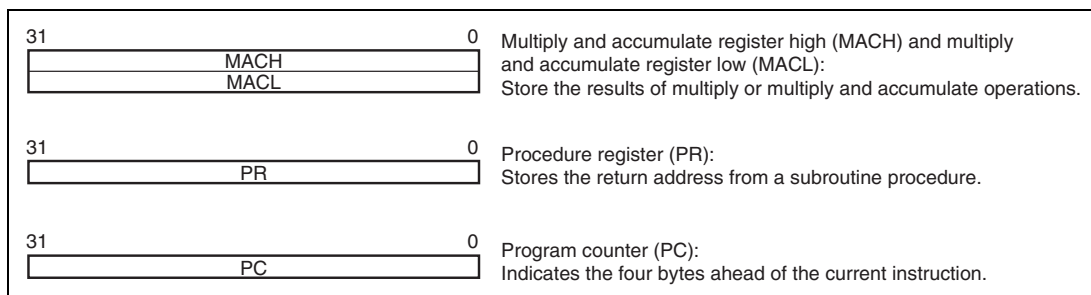 31 0
MACH
MACL
Multiply and accumulate register high (MACH) and multiply
and accumulate register low (MACL):
Store the results of multiply or multiply and accumulate operations.
31 0
PR
Procedure register (PR):
Stores the return address from a subroutine procedure.
31 0
PC
Program counter (PC):
Indicates the four bytes ahead of the current instruction.